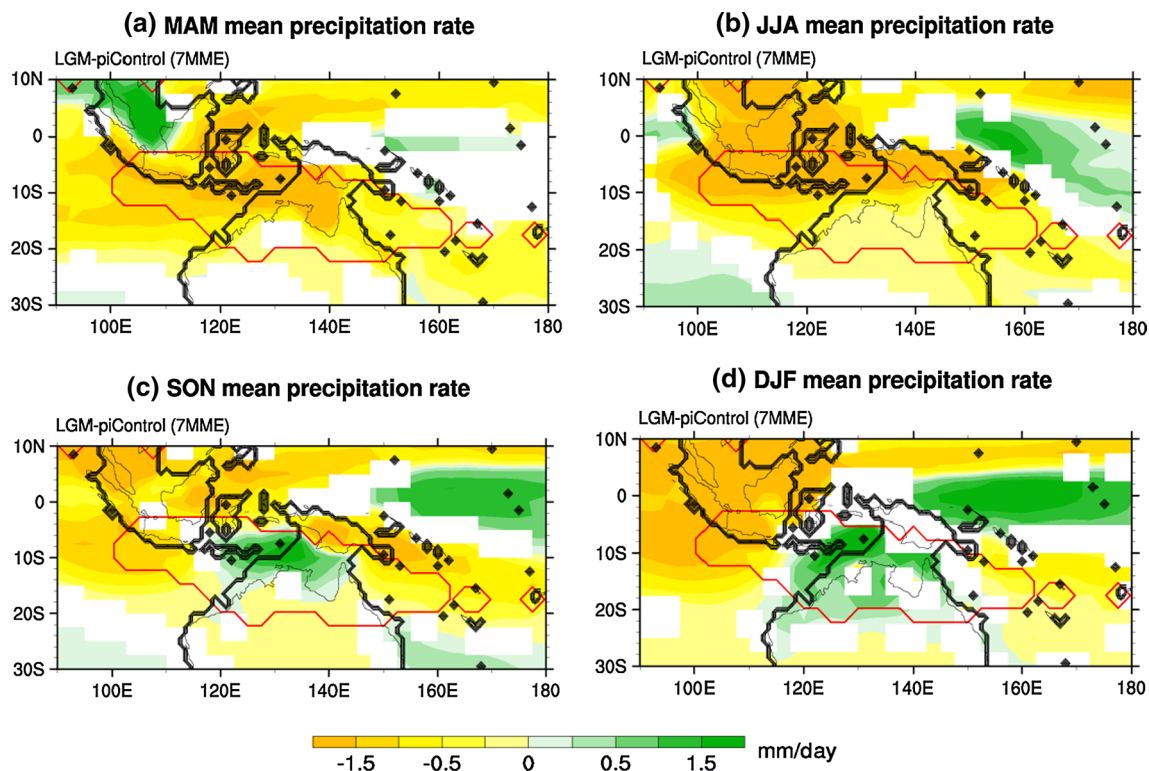 (a) MAM mean precipitation rate
LGM-piControl (7MME)
10N
0
10S
20S
30S
100E 120E 140E 160E 180
(b) JJA mean precipitation rate
LGM-piControl (7MME)
10N
0
10S
20S
30S
100E 120E 140E 160E 180
(c) SON mean precipitation rate
LGM-piControl (7MME)
10N
0
10S
20S
30S
100E 120E 140E 160E 180
(d) DJF mean precipitation rate
LGM-piControl (7MME)
10N
0
10S
20S
30S
100E 120E 140E 160E 180
-1.5 -0.5 0 0.5 1.5 mm/day